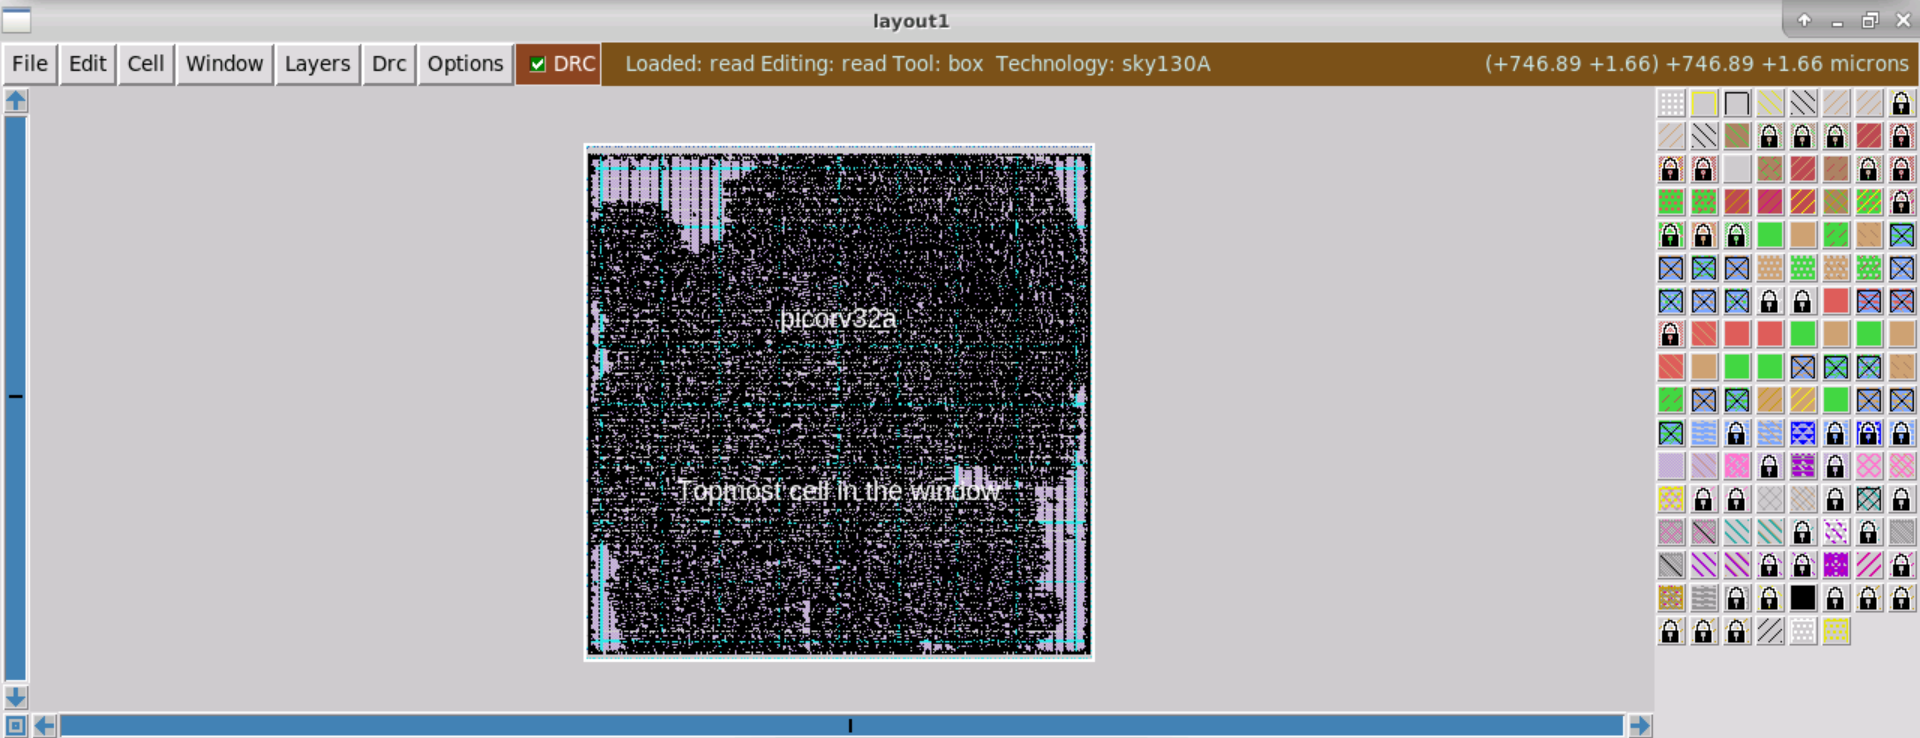 layout1
File Edit Cell Window Layers Drc Options DRC Loaded: read Editing: read Tool: box Technology: sky130A (+746.89 +1.66) +746.89 +1.66 microns
picorv32a
Topmost cell in the window